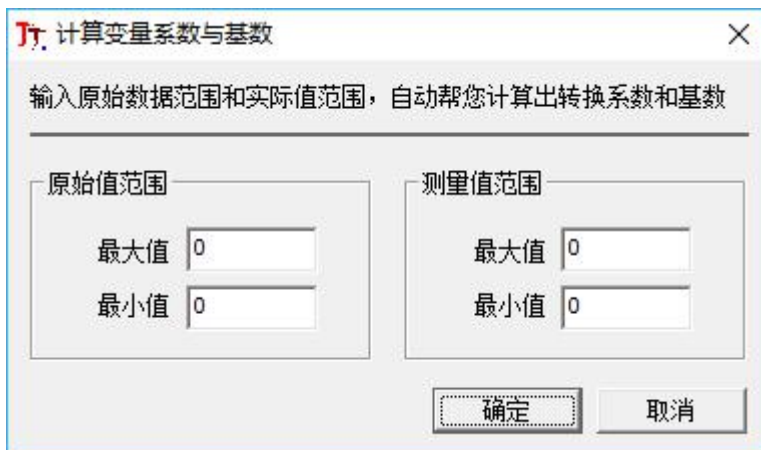 计算变量系数与基数
输入原始数据范围和实际值范围，自动帮您计算出转换系数和基数
原始值范围
最大值 0
最小值 0
测量值范围
最大值 0
最小值 0
确定 取消